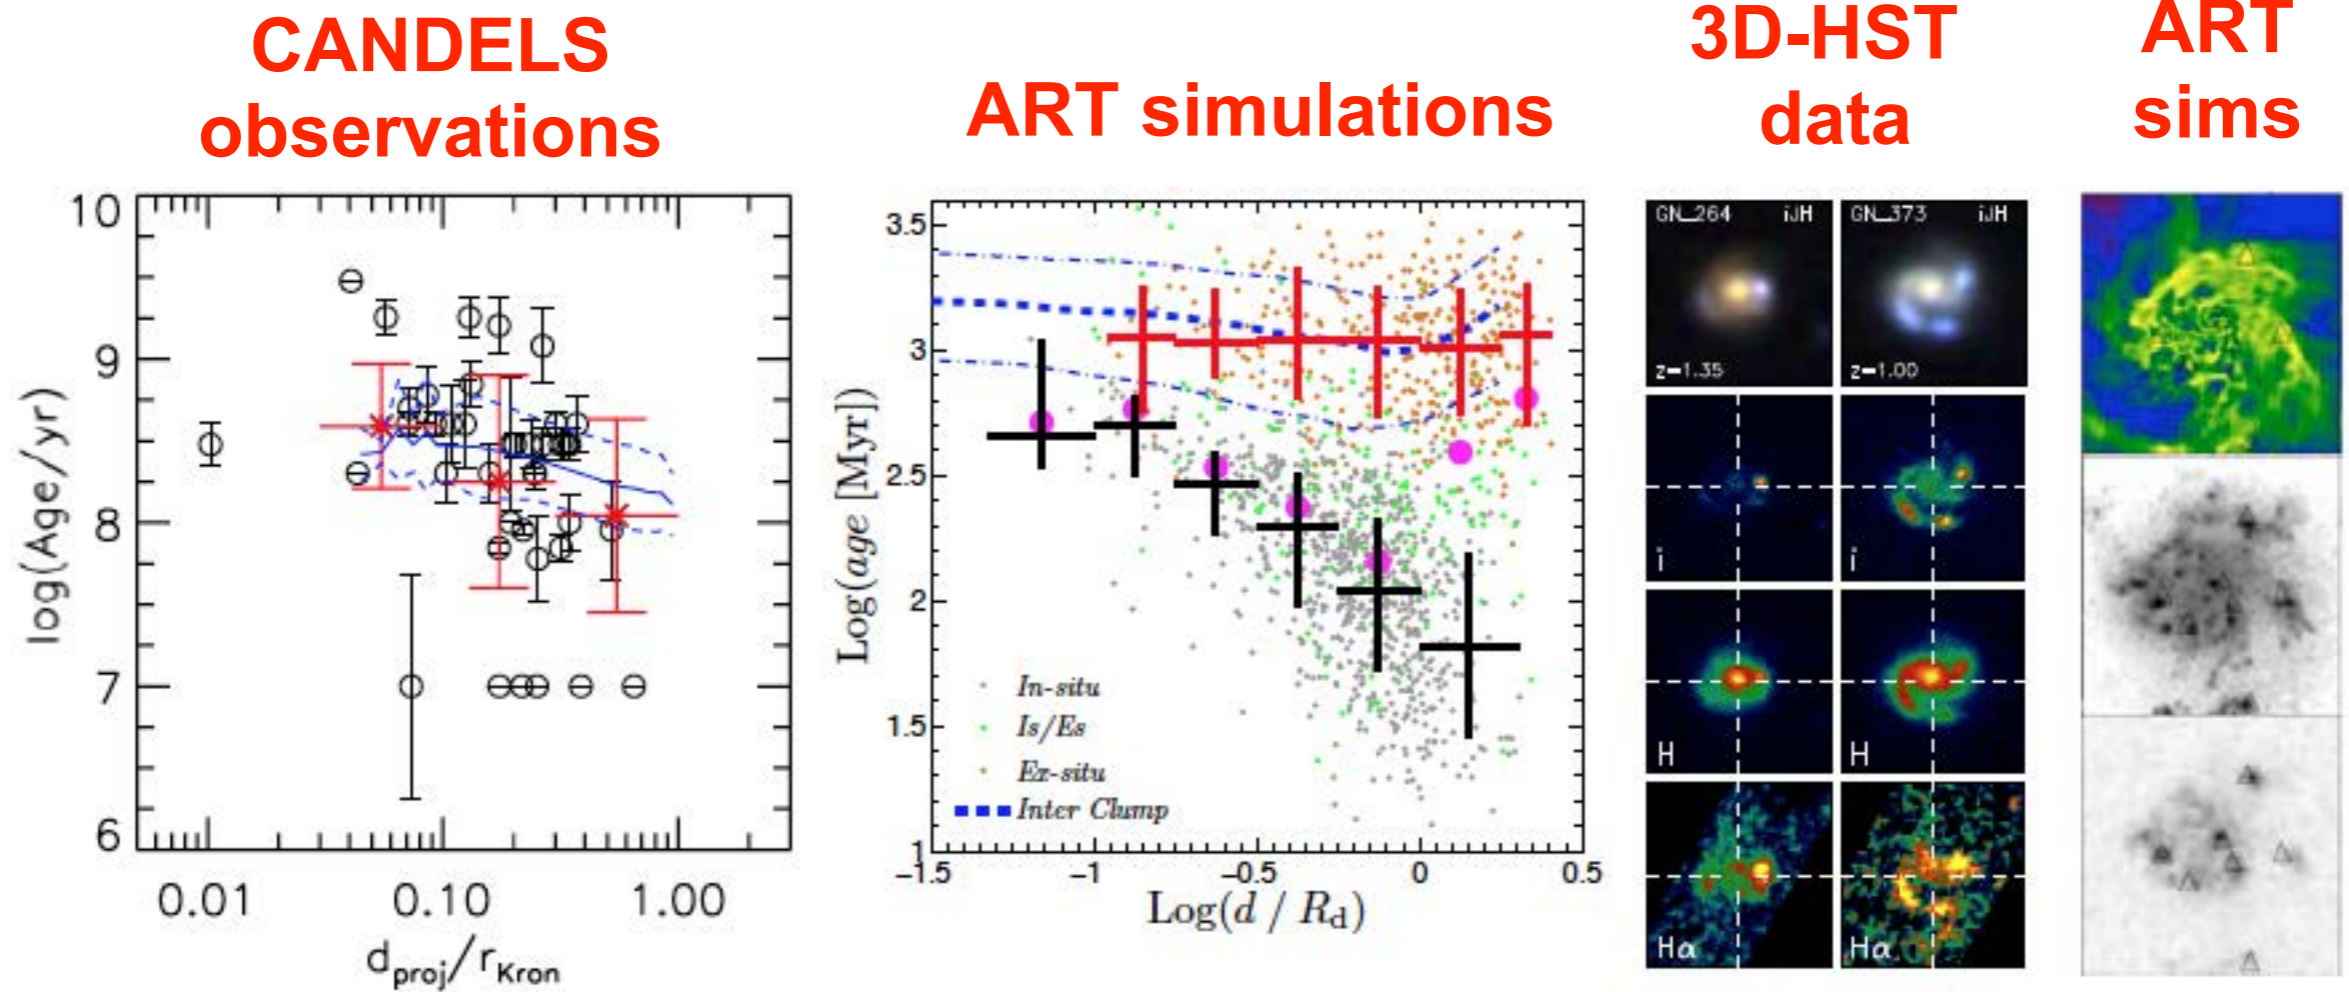 CANDELS
observations
ART simulations
3D-HST
data
ART
sims
10
9
8
7
6
log(Age/yr)
0.01
0.10
1.00
dproj/rKron
3.5
3
2.5
2
1.5
1
Log(age [Myr])
In-situ
Is/Es
Ex-situ
Inter Clump
−1.5
−1
−0.5
0
0.5
Log(d / Rd)
GN_264 iJH
z=1.35
GN_373 iJH
z=1.00
i
i
H
H
Hα
Hα